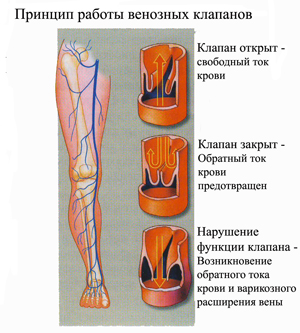 Принцип работы венозных клапанов
Клапан открыт -
свободный ток
крови
Клапан закрыт -
Обратный ток
крови
предотвращен
Нарушение
функции клапана -
Возникновение
обратного тока
крови и варикозного
расширения вены